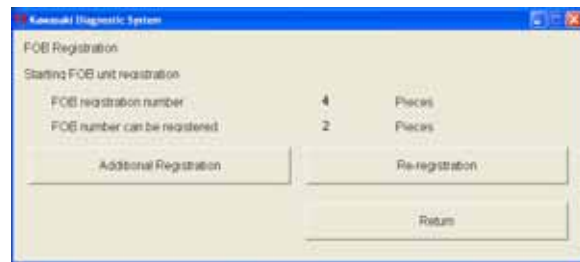 Kawasaki Diagnostic System
FOB Registration
Starting FOB unit registration
FOB registration number 4 Pieces
FOB number can be registered 2 Pieces
Additional Registration Re-registration
Return